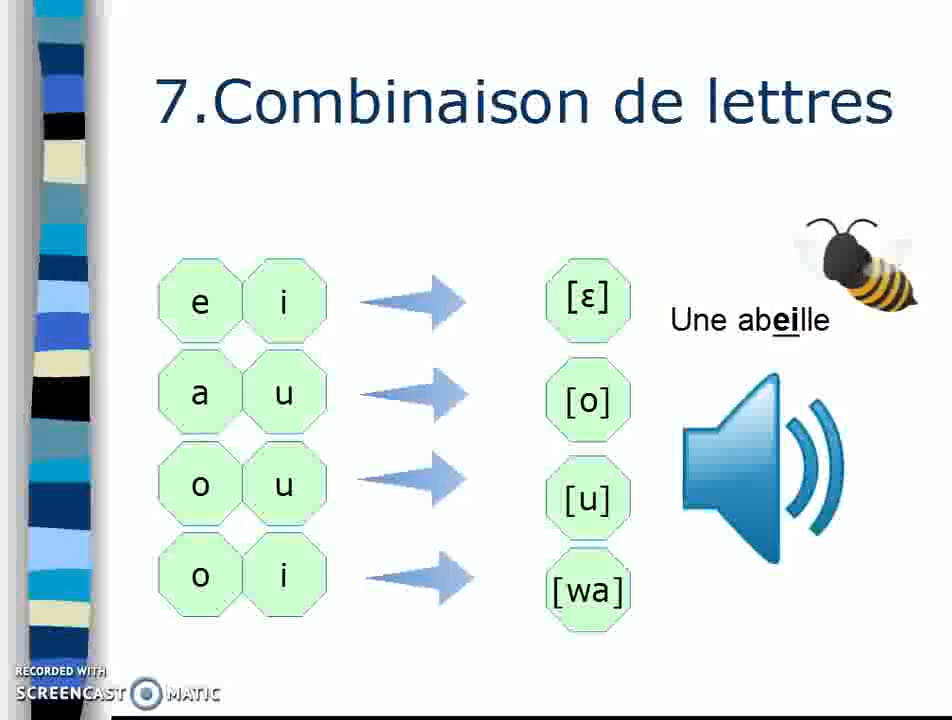 7.Combinaison de lettres
e i [ɛ]
Une abeille
a u [o]
o u [u]
o i [wa]
RECORDED WITH
SCREENCAST MATIC